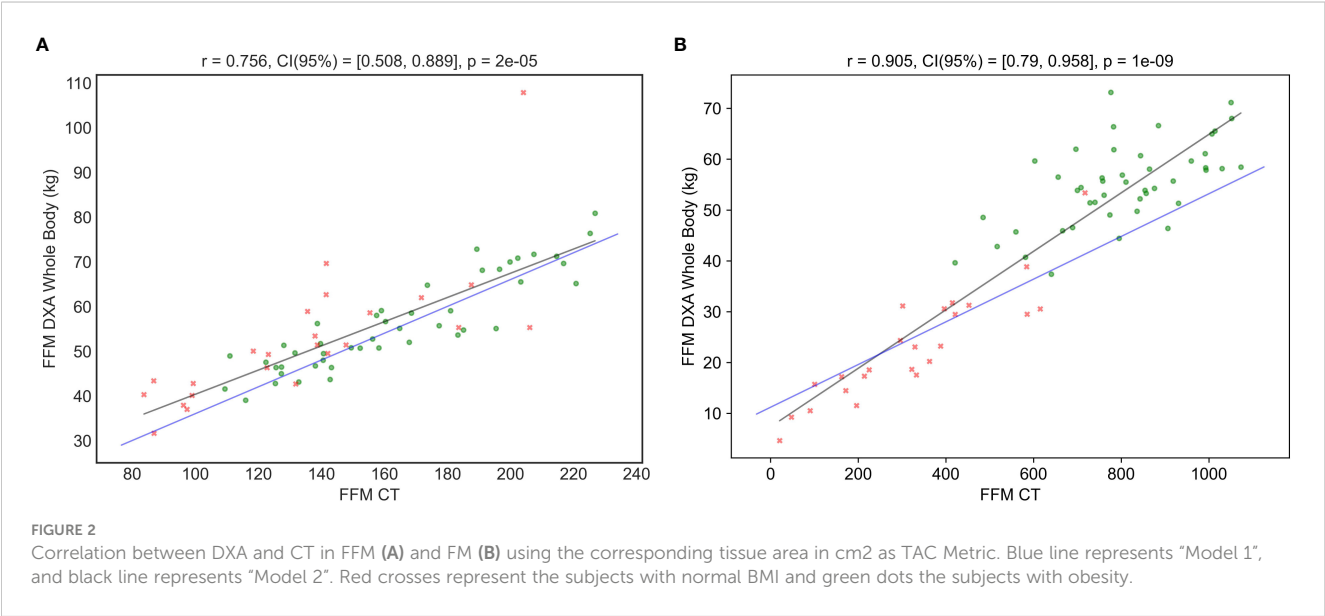 A
r = 0.756, CI(95%) = [0.508, 0.889], p = 2e-05
110
100
90
80
70
60
50
40
30
FFM DXA Whole Body (kg)
80 100 120 140 160 180 200 220 240
FFM CT
B
r = 0.905, CI(95%) = [0.79, 0.958], p = 1e-09
70
60
50
40
30
20
10
FFM DXA Whole Body (kg)
0 200 400 600 800 1000
FFM CT
FIGURE 2
Correlation between DXA and CT in FFM (A) and FM (B) using the corresponding tissue area in cm2 as TAC Metric. Blue line represents “Model 1”,
and black line represents “Model 2”. Red crosses represent the subjects with normal BMI and green dots the subjects with obesity.